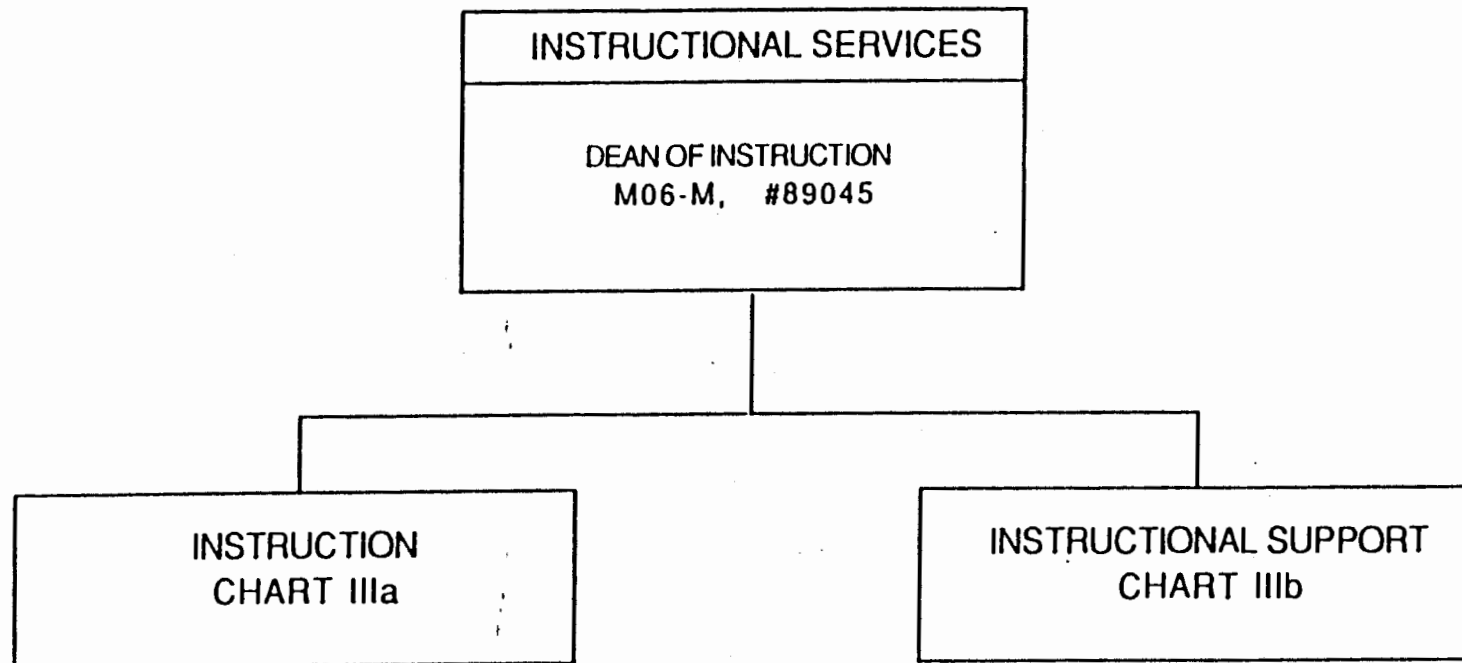 INSTRUCTIONAL SERVICES
DEAN OF INSTRUCTION
M06-M, #89045
INSTRUCTION
CHART IIIa
INSTRUCTIONAL SUPPORT
CHART IIIb